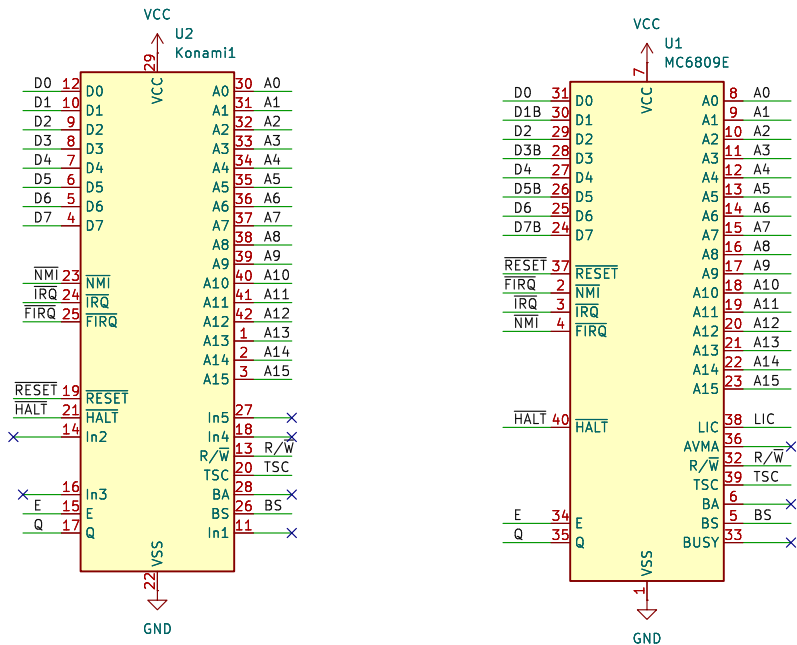 VCC
U2
Konami1
29
VCC
D0 12 D0
D1 10 D1
D2 9 D2
D3 8 D3
D4 7 D4
D5 6 D5
D6 5 D6
D7 4 D7
NMI 23 NMI
IRQ 24 IRQ
FIRQ 25 FIRQ
RESET 19 RESET
HALT 21 HALT
14 In2
16 In3
E 15 E
Q 17 Q
A0 30 A0
A1 31 A1
A2 32 A2
A3 33 A3
A4 34 A4
A5 35 A5
A6 36 A6
A7 37 A7
A8 38 A8
A9 39 A9
A10 40 A10
A11 41 A11
A12 42 A12
A13 1 A13
A14 2 A14
A15 3 A15
In5 27
In4 18
R/W 13 R/W
TSC 20 TSC
BA 28
BS 26 BS
In1 11
VSS
22
GND
VCC
U1
MC6809E
7
VCC
D0 31 D0
D1B 30 D1
D2 29 D2
D3B 28 D3
D4 27 D4
D5B 26 D5
D6 25 D6
D7B 24 D7
RESET 37 RESET
FIRQ 2 NMI
IRQ 3 IRQ
NMI 4 FIRQ
HALT 40 HALT
E 34 E
Q 35 Q
A0 8 A0
A1 9 A1
A2 10 A2
A3 11 A3
A4 12 A4
A5 13 A5
A6 14 A6
A7 15 A7
A8 16 A8
A9 17 A9
A10 18 A10
A11 19 A11
A12 20 A12
A13 21 A13
A14 22 A14
A15 23 A15
LIC 38 LIC
AVMA 36
R/W 32 R/W
TSC 39 TSC
BA 6
BS 5 BS
BUSY 33
VSS
1
GND